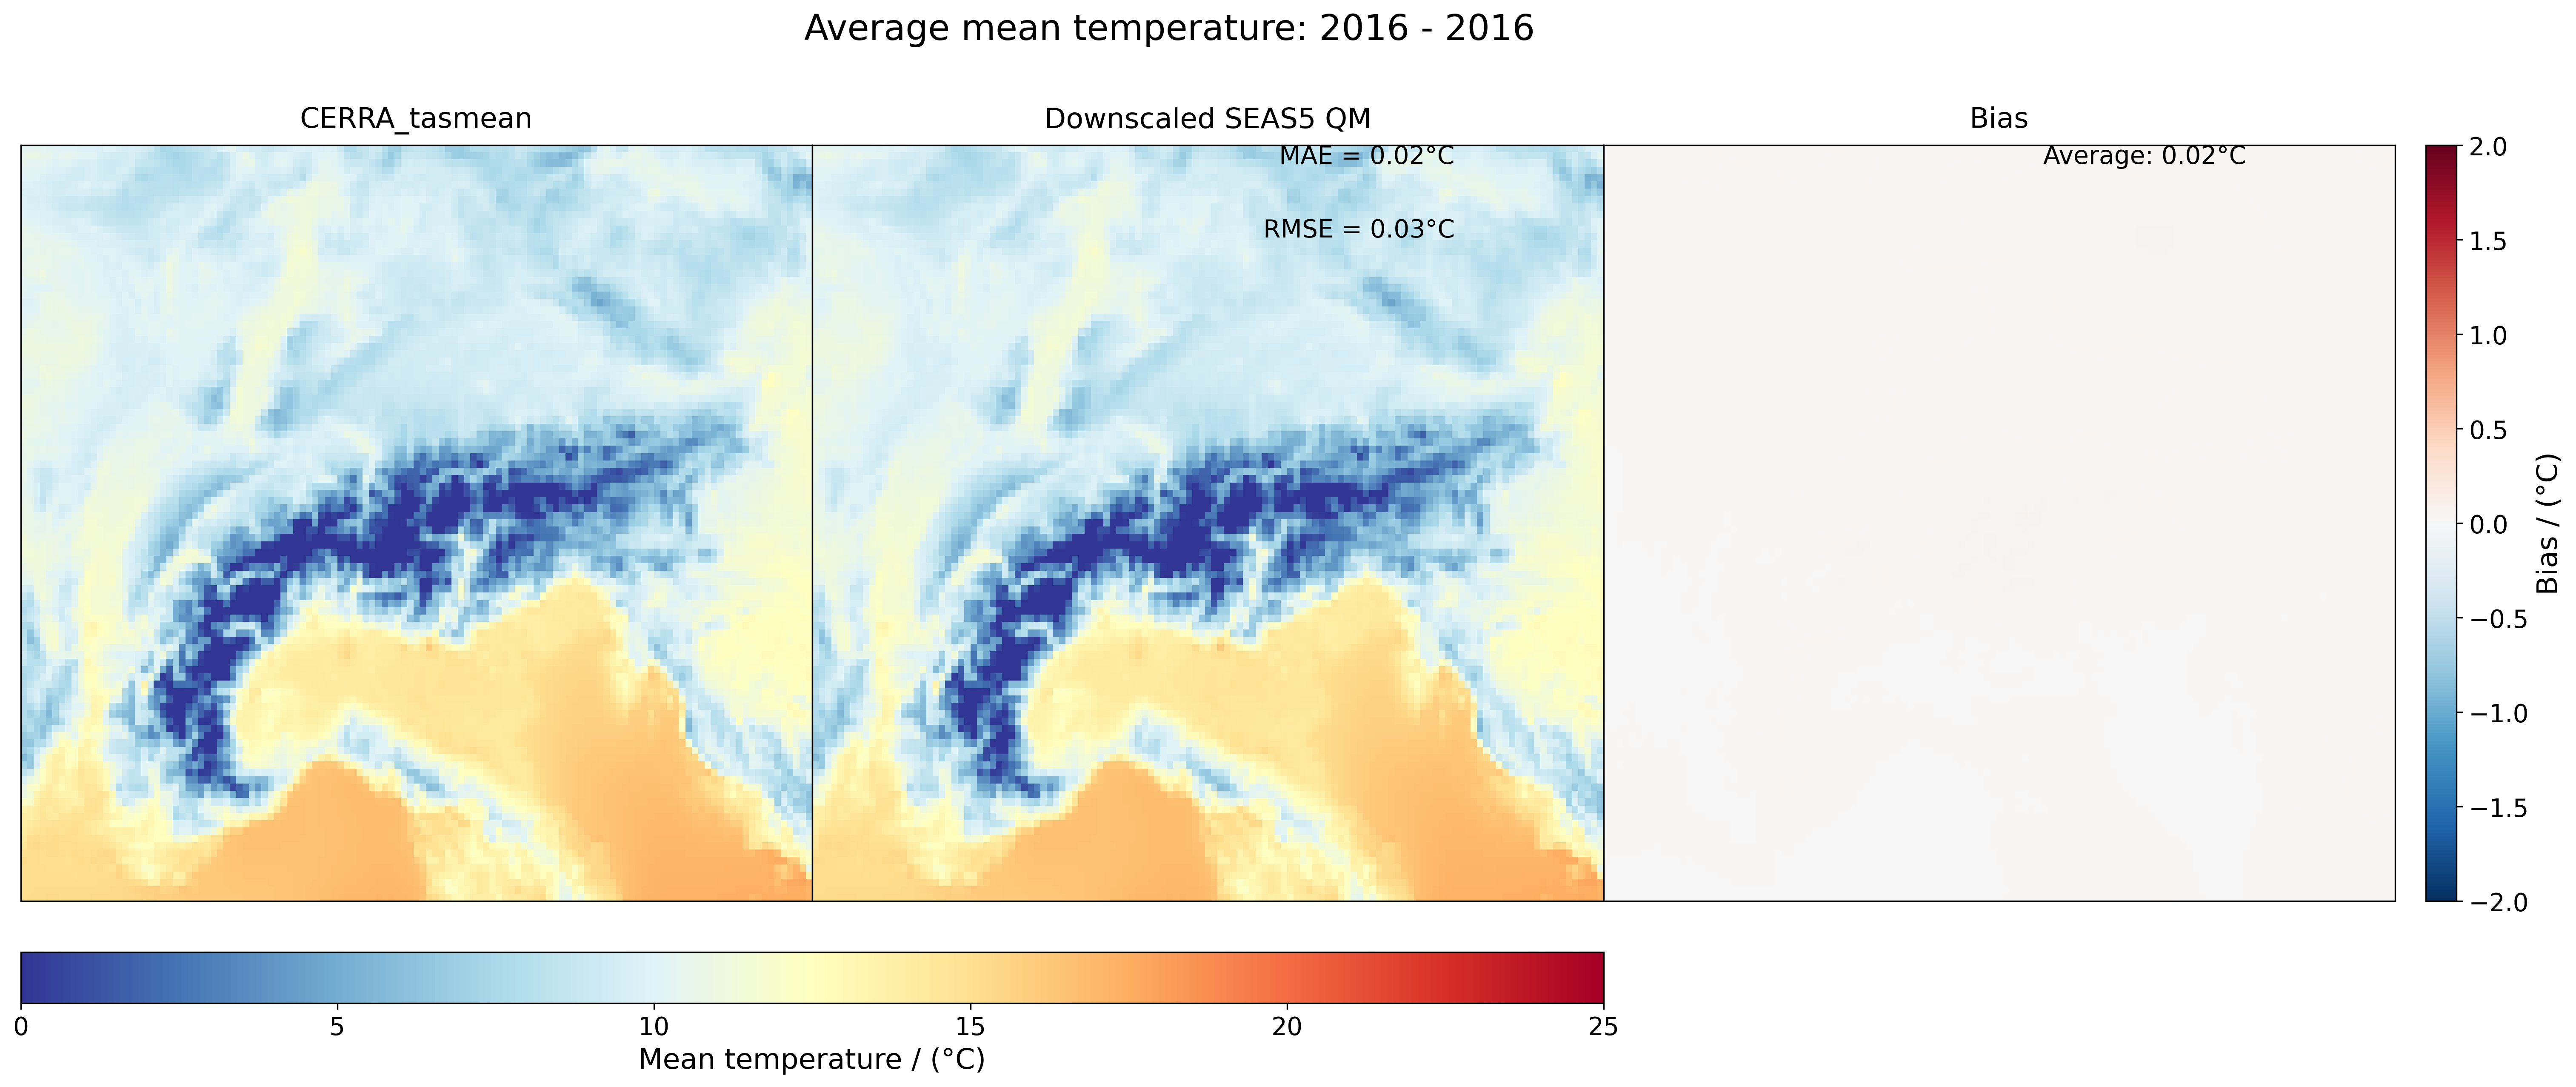 Average mean temperature: 2016 - 2016
CERRA_tasmean
Downscaled SEAS5 QM
Bias
MAE = 0.02°C
RMSE = 0.03°C
Average: 0.02°C
2.0
1.5
1.0
0.5
0.0
−0.5
−1.0
−1.5
−2.0
Bias / (°C)
0 5 10 15 20 25
Mean temperature / (°C)